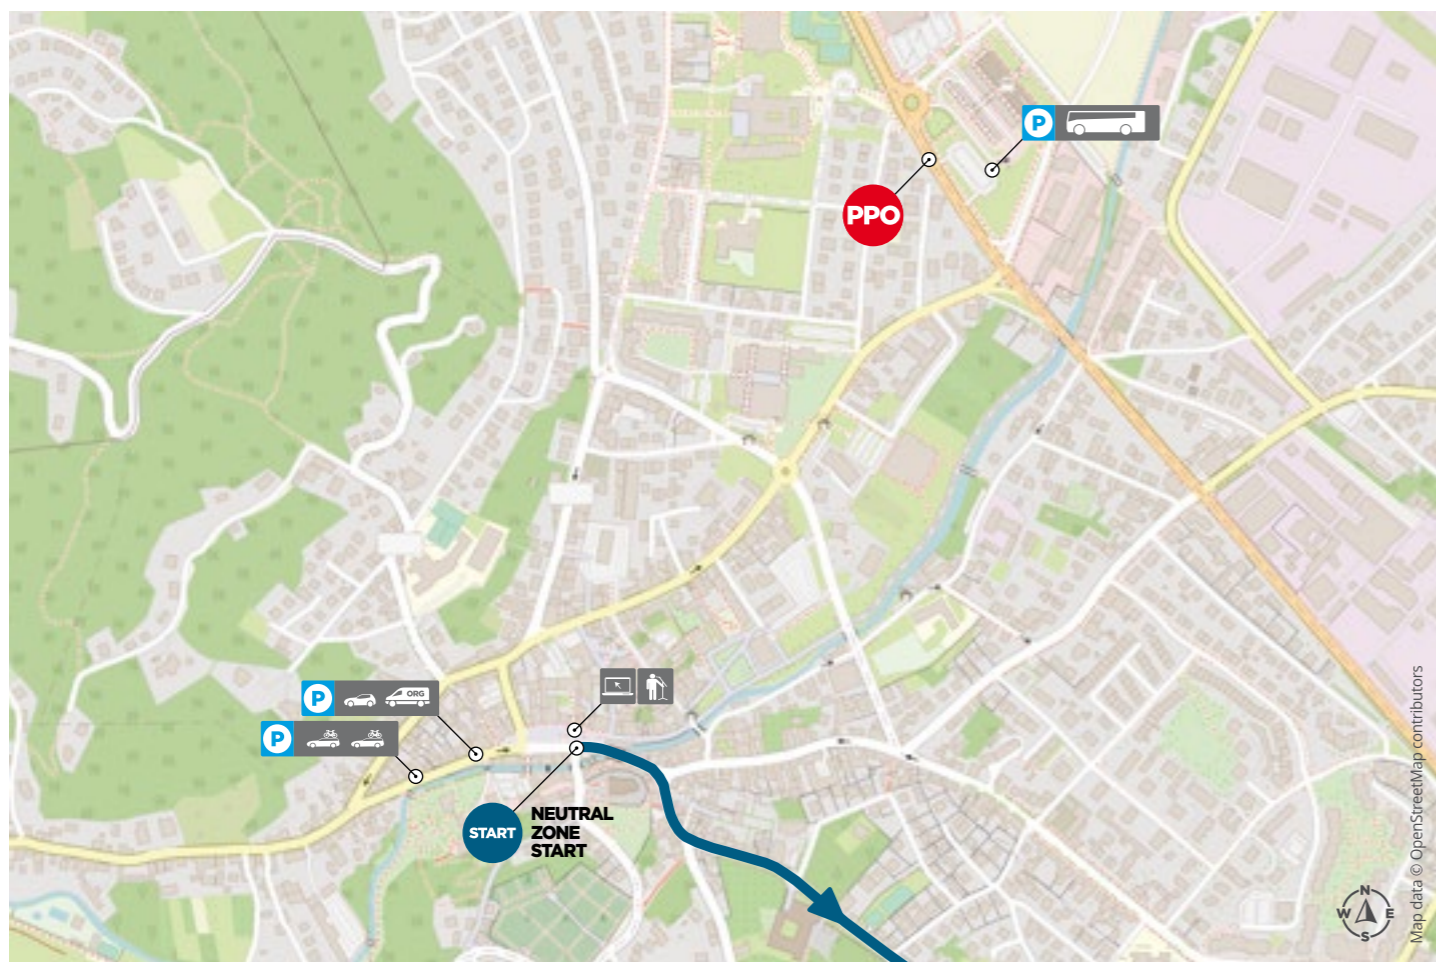 P
PPO
P
ORG
P
START
NEUTRAL
ZONE
START
N
W
E
S
Map data © OpenStreetMap contributors